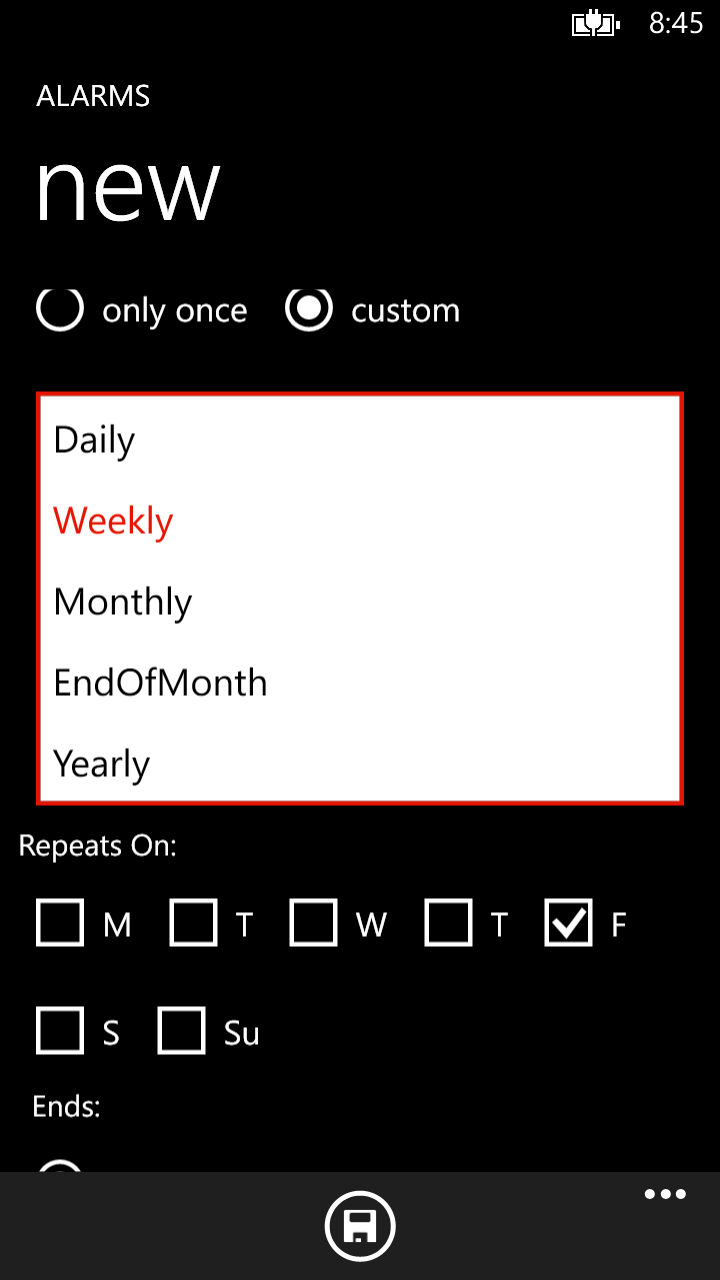 8:45
ALARMS
new
only once custom
Daily
Weekly
Monthly
EndOfMonth
Yearly
Repeats On:
M T W T F
S Su
Ends: